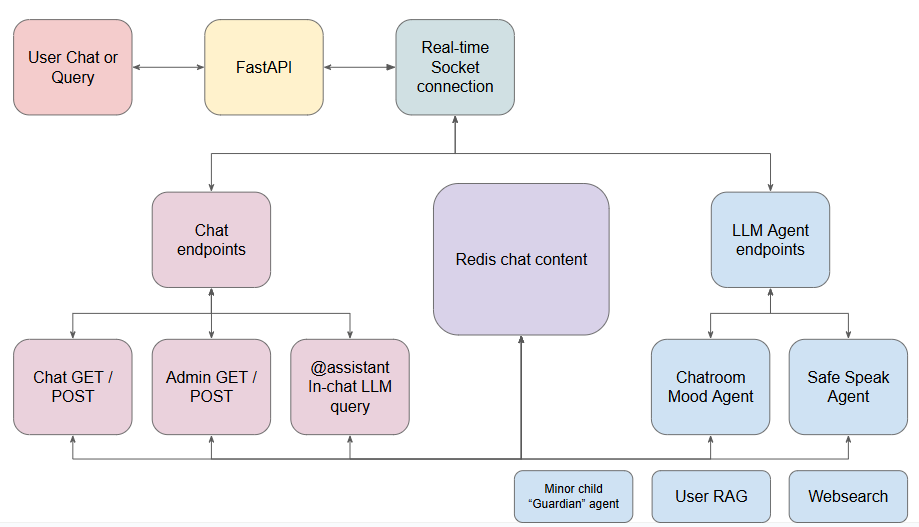 User Chat or
Query
FastAPI
Real-time
Socket
connection
Chat
endpoints
Redis chat content
LLM Agent
endpoints
Chat GET /
POST
Admin GET /
POST
@assistant
In-chat LLM
query
Chatroom
Mood Agent
Safe Speak
Agent
Minor child
“Guardian” agent
User RAG
Websearch